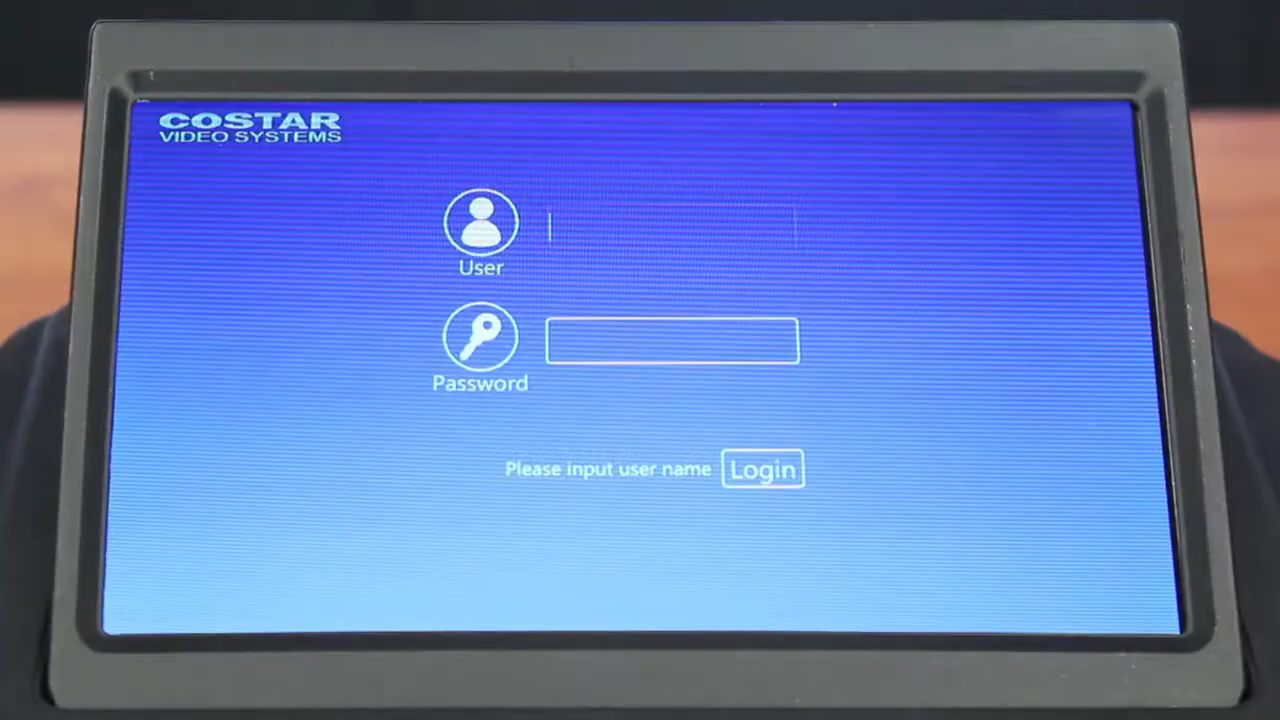 COSTAR
VIDEO SYSTEMS
User
Password
Please input user name
Login